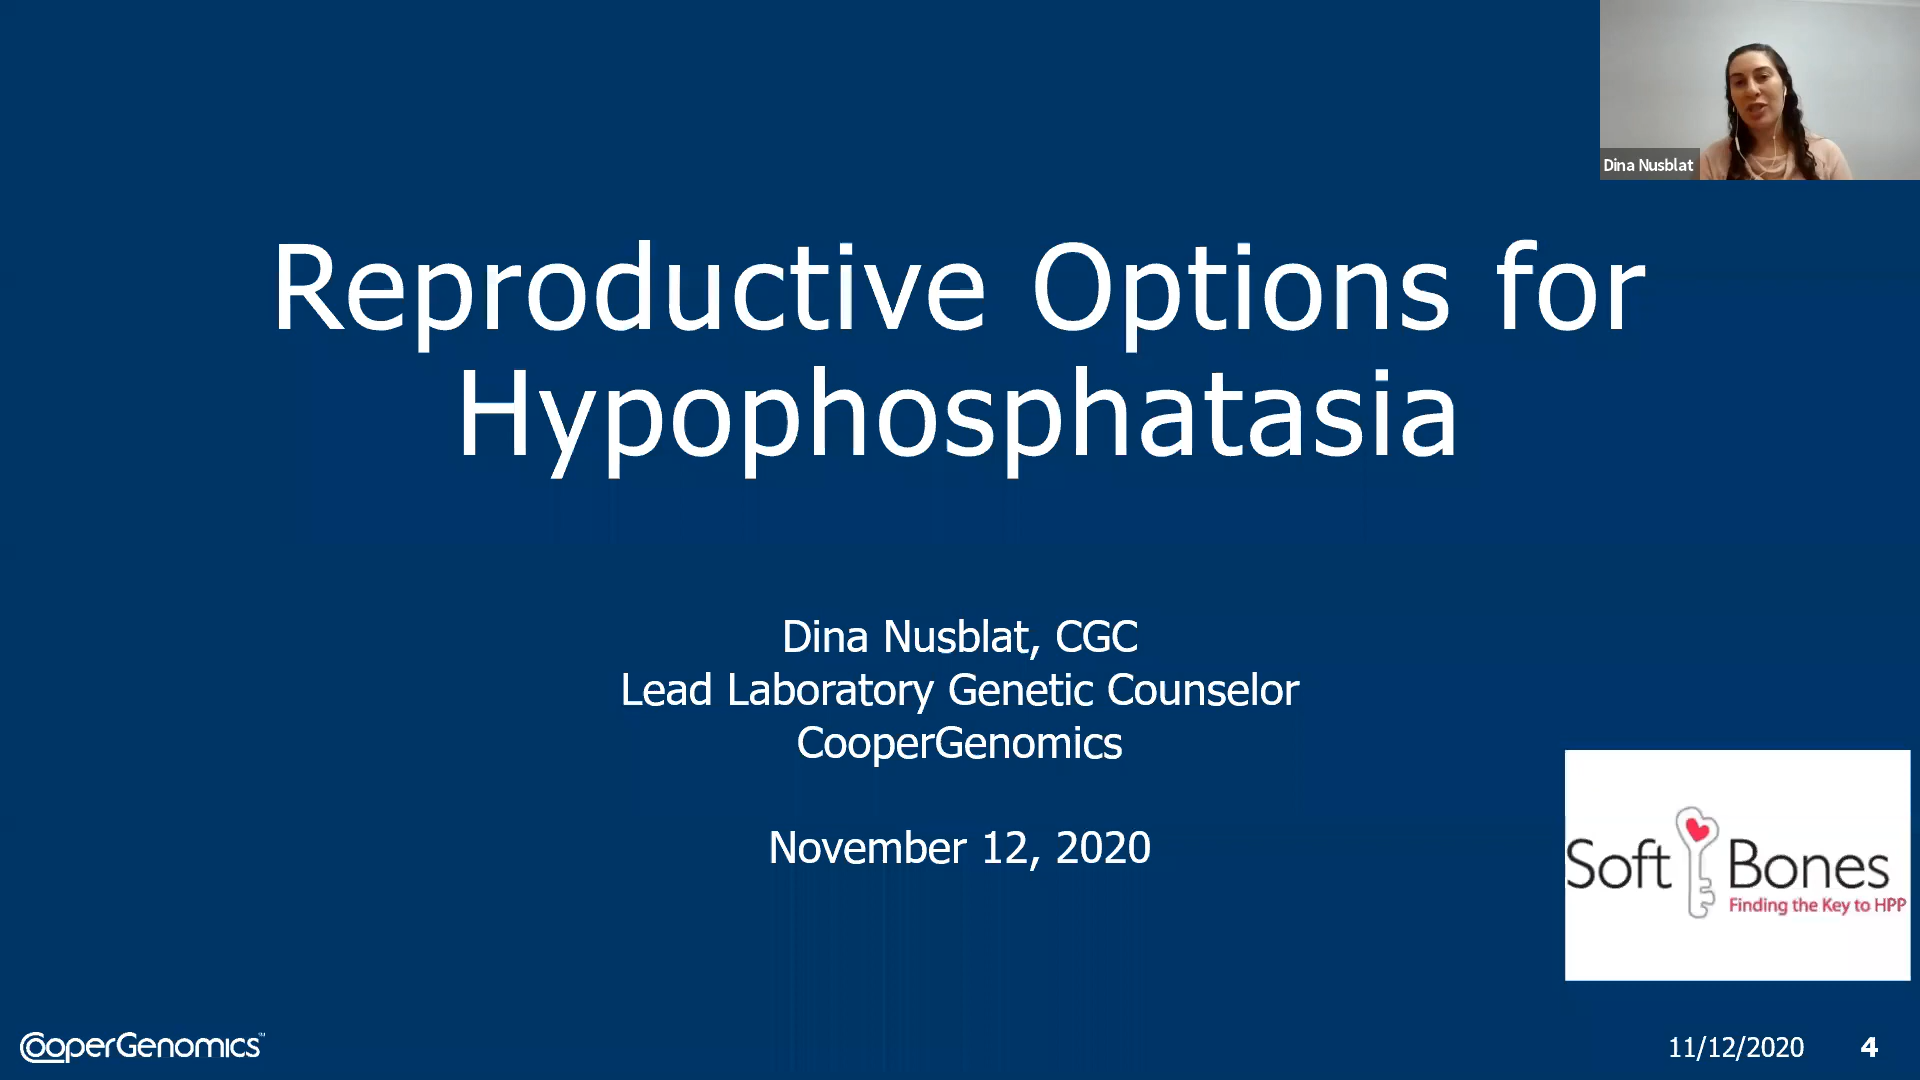 Dina Nusblat
Reproductive Options for
Hypophosphatasia
Dina Nusblat, CGC
Lead Laboratory Genetic Counselor
CooperGenomics
November 12, 2020
Soft Bones
Finding the Key to HPP
CooperGenomics™
11/12/2020 4